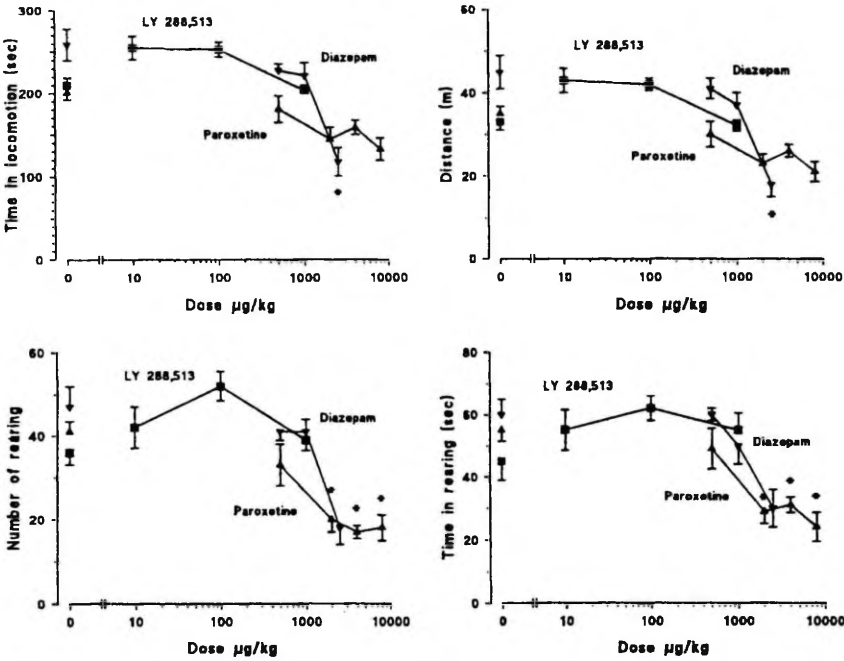 Time in locomotion (sec)
300
200
100
0
LY 288,513
Diazepam
Paroxetine
0 10 100 1000 10000
Dose µg/kg
Distance (m)
60
40
20
0
LY 288,513
Diazepam
Paroxetine
0 10 100 1000 10000
Dose µg/kg
Number of rearing
60
40
20
0
LY 288,513
Diazepam
Paroxetine
0 10 100 1000 10000
Dose µg/kg
Time in rearing (sec)
80
60
40
20
0
LY 288,513
Diazepam
Paroxetine
0 10 100 1000 10000
Dose µg/kg